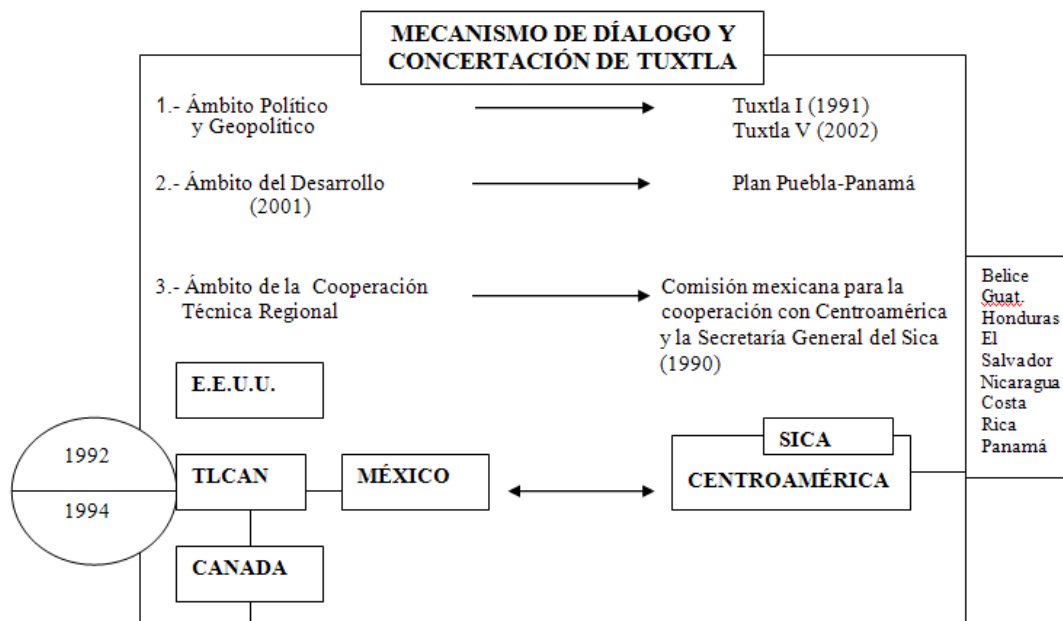 MECANISMO DE DÍALOGO Y
CONCERTACIÓN DE TUXTLA
1.- Ámbito Político
y Geopolítico
Tuxtla I (1991)
Tuxtla V (2002)
2.- Ámbito del Desarrollo
(2001)
Plan Puebla-Panamá
3.- Ámbito de la Cooperación
Técnica Regional
Comisión mexicana para la
cooperación con Centroamérica
y la Secretaría General del Sica
(1990)
Belice
Guat.
Honduras
El
Salvador
Nicaragua
Costa
Rica
Panamá
E.E.U.U.
1992
1994
TLCAN
MÉXICO
SICA
CENTROAMÉRICA
CANADA